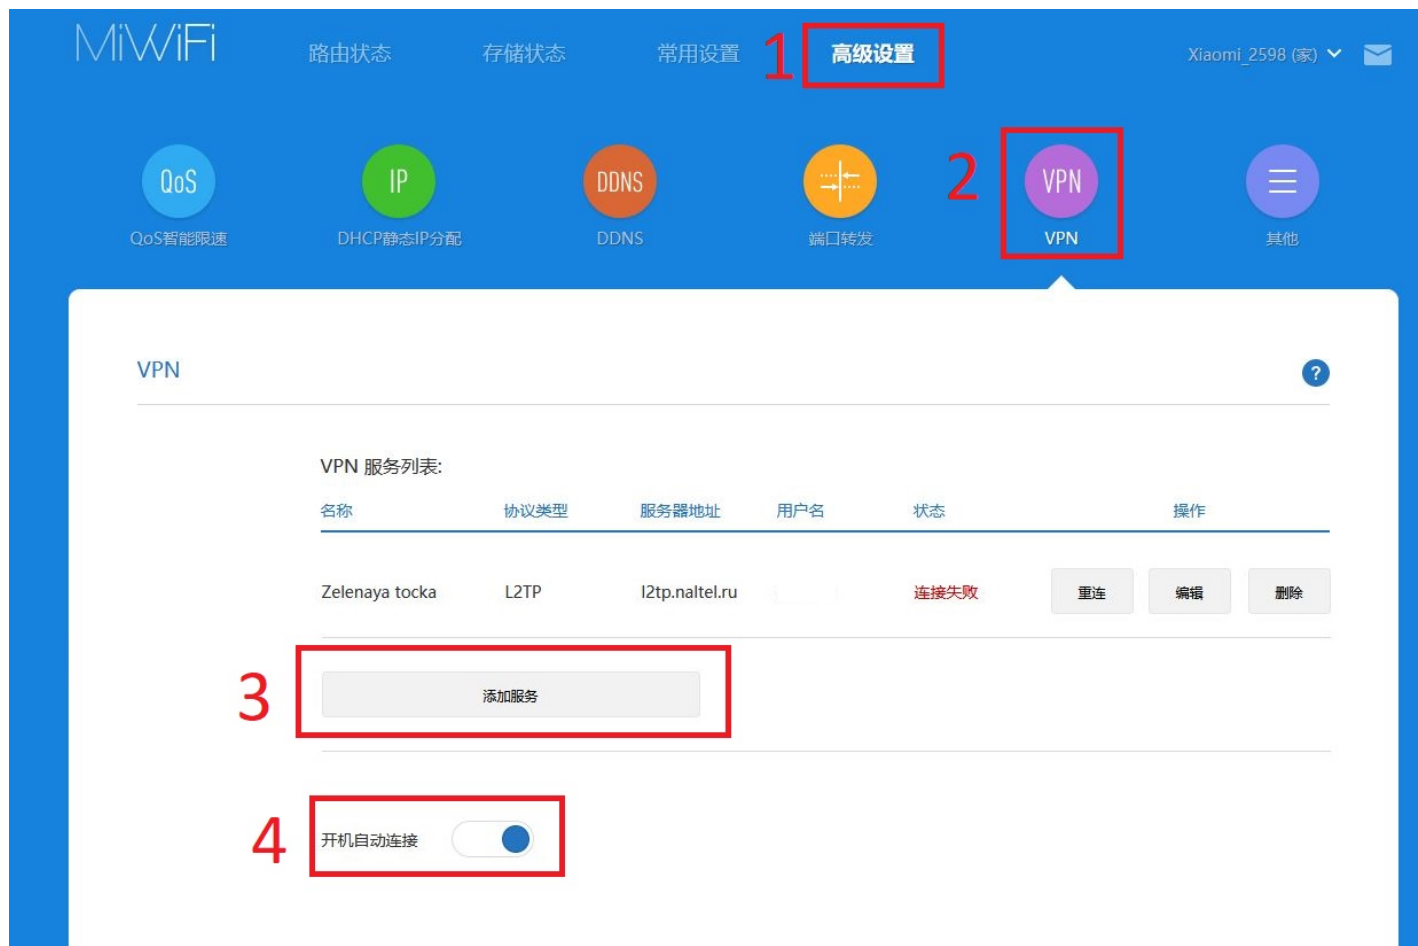 MiWiFi 路由状态 存储状态 常用设置 1 高级设置 Xiaomi_2598 (家)
QoS IP DDNS 2 VPN
QoS智能限速 DHCP静态IP分配 DDNS 端口转发 VPN 其他
VPN ?
VPN 服务列表:
名称 协议类型 服务器地址 用户名 状态 操作
Zelenaya tocka L2TP l2tp.naltel.ru 连接失败 重连 编辑 删除
3 添加服务
4 开机自动连接